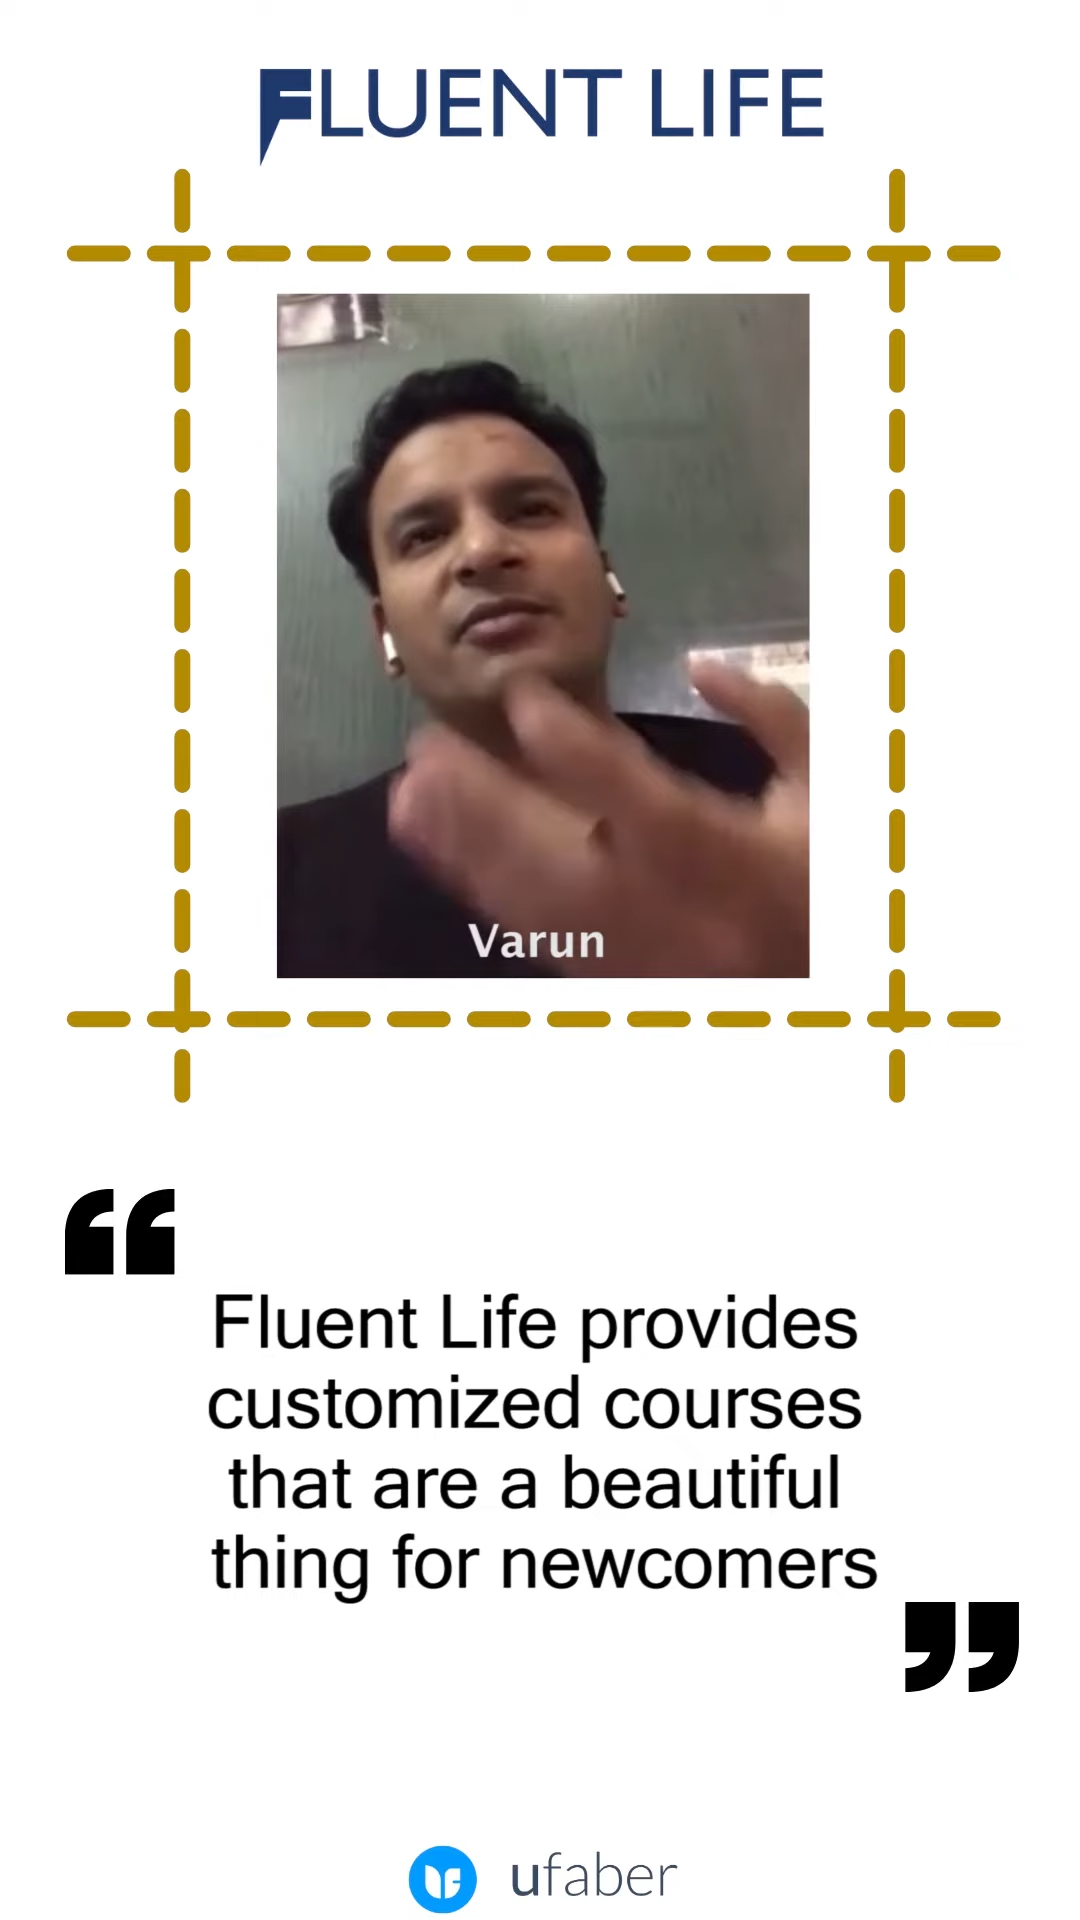 FLUENT LIFE
Varun
“
Fluent Life provides
customized courses
that are a beautiful
thing for newcomers
”
ufaber